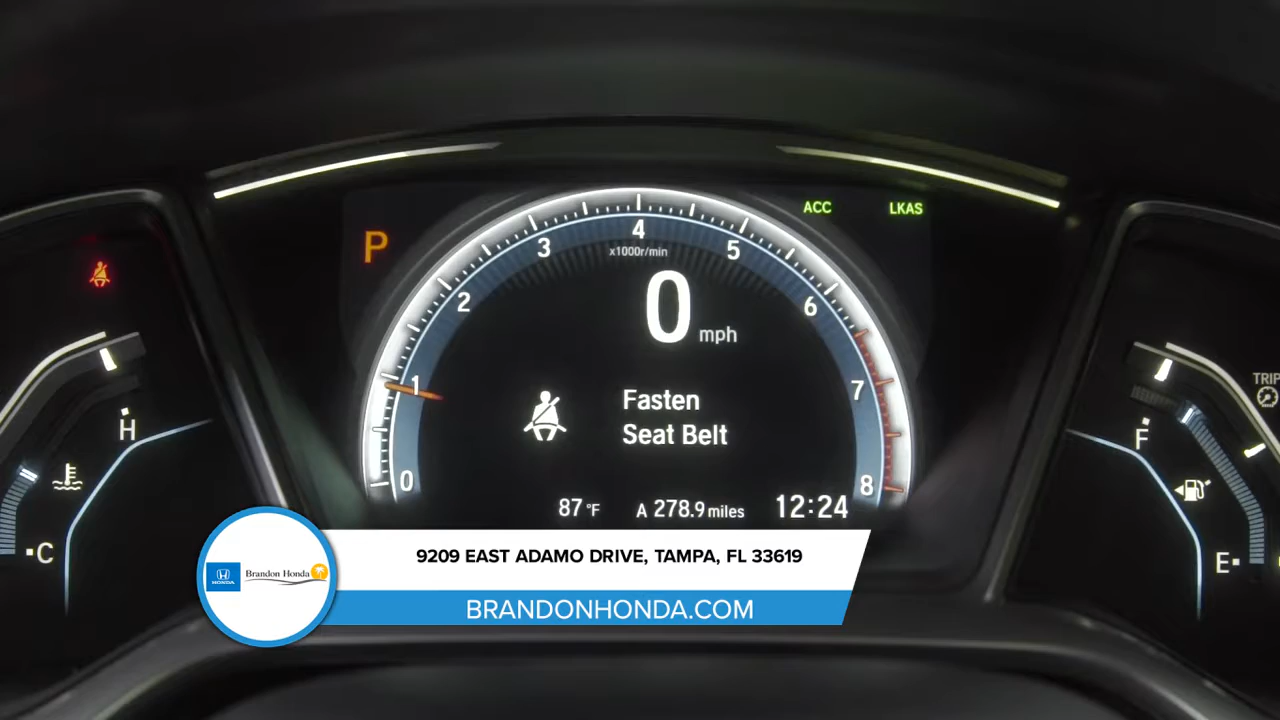 ACC
LKAS
P
4
3
5
x1000r/min
2
6
0 mph
1
7
Fasten
Seat Belt
0
8
87 °F
A 278.9 miles
12:24
H
C
TRIP
F
E
9209 EAST ADAMO DRIVE, TAMPA, FL 33619
BRANDONHONDA.COM
HONDA
Brandon Honda